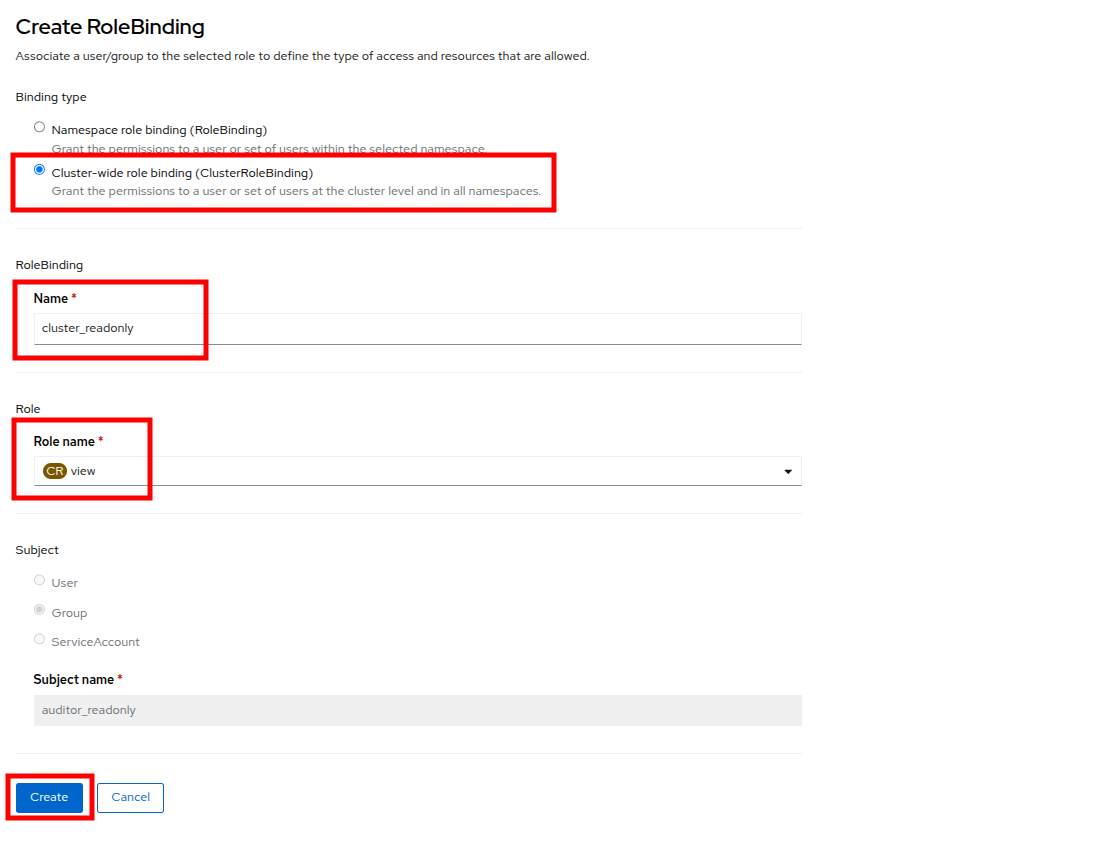 Create RoleBinding
Associate a user/group to the selected role to define the type of access and resources that are allowed.
Binding type
Namespace role binding (RoleBinding)
Grant the permissions to a user or set of users within the selected namespace.
Cluster-wide role binding (ClusterRoleBinding)
Grant the permissions to a user or set of users at the cluster level and in all namespaces.
RoleBinding
Name *
cluster_readonly
Role
Role name *
CR view
Subject
User
Group
ServiceAccount
Subject name *
auditor_readonly
Create Cancel